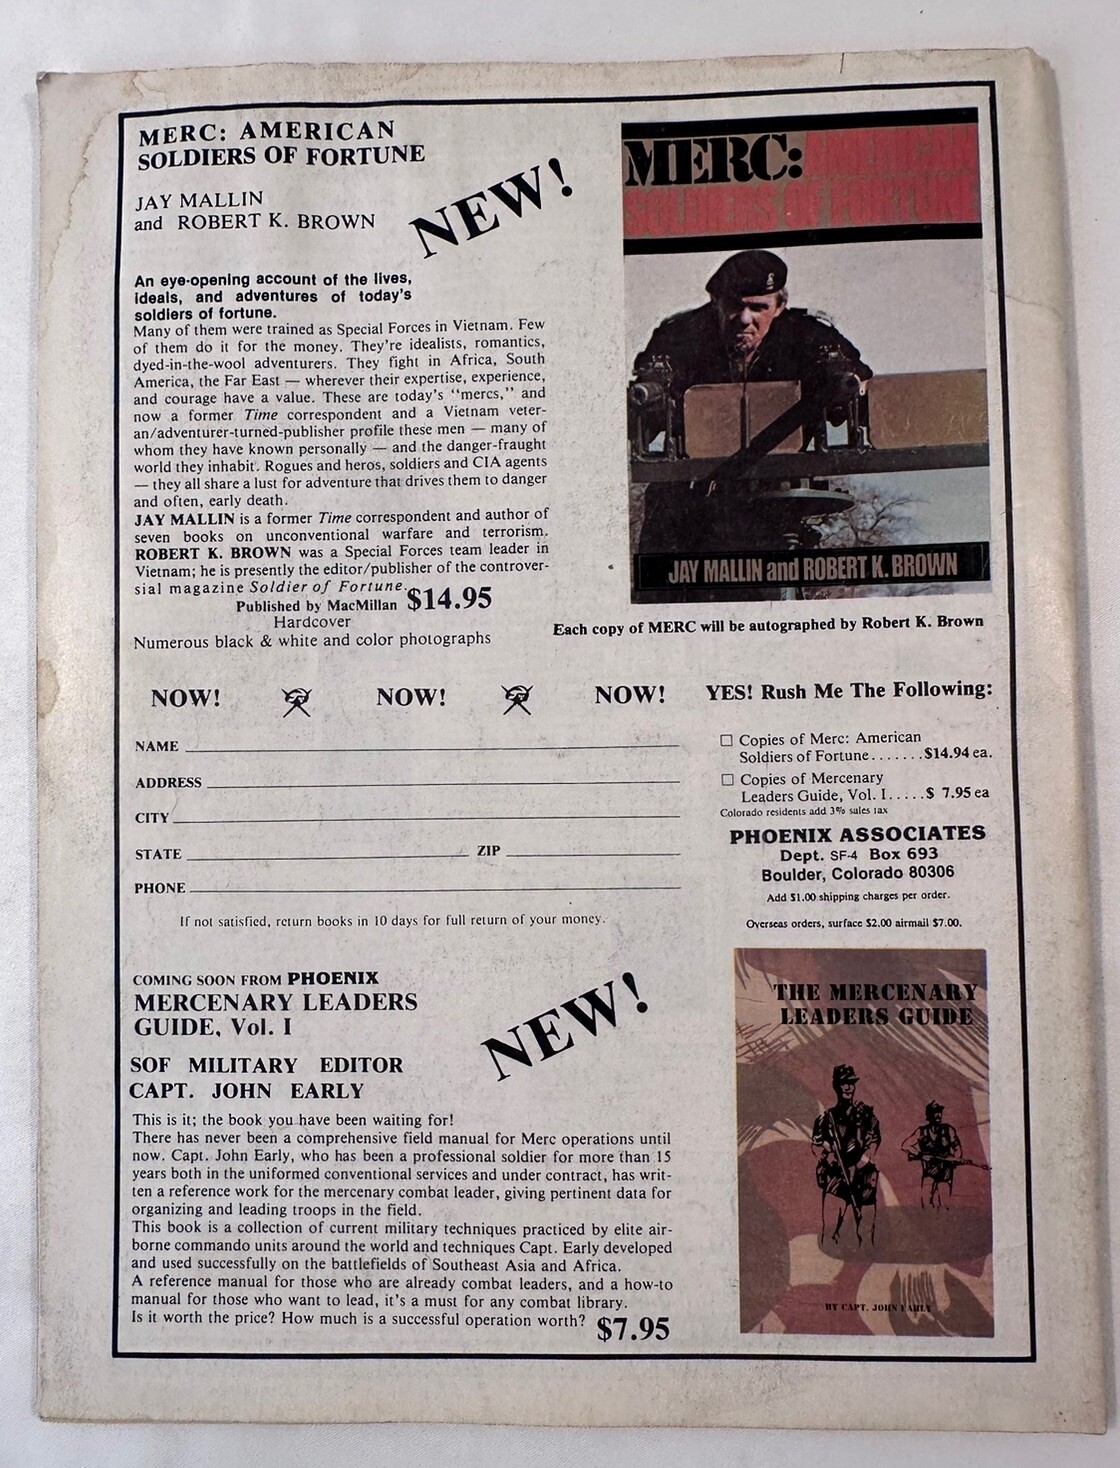 MERC: AMERICAN
SOLDIERS OF FORTUNE
JAY MALLIN
and ROBERT K. BROWN
NEW!
An eye-opening account of the lives,
ideals, and adventures of today's
soldiers of fortune.
Many of them were trained as Special Forces in Vietnam. Few
of them do it for the money. They're idealists, romantics,
dyed-in-the-wool adventurers. They fight in Africa, South
America, the Far East — wherever their expertise, experience,
and courage have a value. These are today's "mercs," and
now a former Time correspondent and a Vietnam veter-
an/adventurer-turned-publisher profile these men — many of
whom they have known personally — and the danger-fraught
world they inhabit. Rogues and heros, soldiers and CIA agents
— they all share a lust for adventure that drives them to danger
and often, early death.
JAY MALLIN is a former Time correspondent and author of
seven books on unconventional warfare and terrorism.
ROBERT K. BROWN was a Special Forces team leader in
Vietnam; he is presently the editor/publisher of the controver-
sial magazine Soldier of Fortune.
Published by MacMillan $14.95
Hardcover
Numerous black & white and color photographs
MERC: AMERICAN
SOLDIERS OF FORTUNE
JAY MALLIN and ROBERT K. BROWN
Each copy of MERC will be autographed by Robert K. Brown
NOW! NOW! NOW!
NAME
ADDRESS
CITY
STATE ZIP
PHONE
If not satisfied, return books in 10 days for full return of your money.
YES! Rush Me The Following:
☐ Copies of Merc: American
Soldiers of Fortune.......$14.94 ea.
☐ Copies of Mercenary
Leaders Guide, Vol. I.....$ 7.95 ea
Colorado residents add 3% sales tax
PHOENIX ASSOCIATES
Dept. SF-4 Box 693
Boulder, Colorado 80306
Add $1.00 shipping charges per order.
Overseas orders, surface $2.00 airmail $7.00.
COMING SOON FROM PHOENIX
MERCENARY LEADERS
GUIDE, Vol. I
NEW!
SOF MILITARY EDITOR
CAPT. JOHN EARLY
This is it; the book you have been waiting for!
There has never been a comprehensive field manual for Merc operations until
now. Capt. John Early, who has been a professional soldier for more than 15
years both in the uniformed conventional services and under contract, has writ-
ten a reference work for the mercenary combat leader, giving pertinent data for
organizing and leading troops in the field.
This book is a collection of current military techniques practiced by elite air-
borne commando units around the world and techniques Capt. Early developed
and used successfully on the battlefields of Southeast Asia and Africa.
A reference manual for those who are already combat leaders, and a how-to
manual for those who want to lead, it's a must for any combat library.
Is it worth the price? How much is a successful operation worth? $7.95
THE MERCENARY
LEADERS GUIDE
BY CAPT. JOHN EARLY